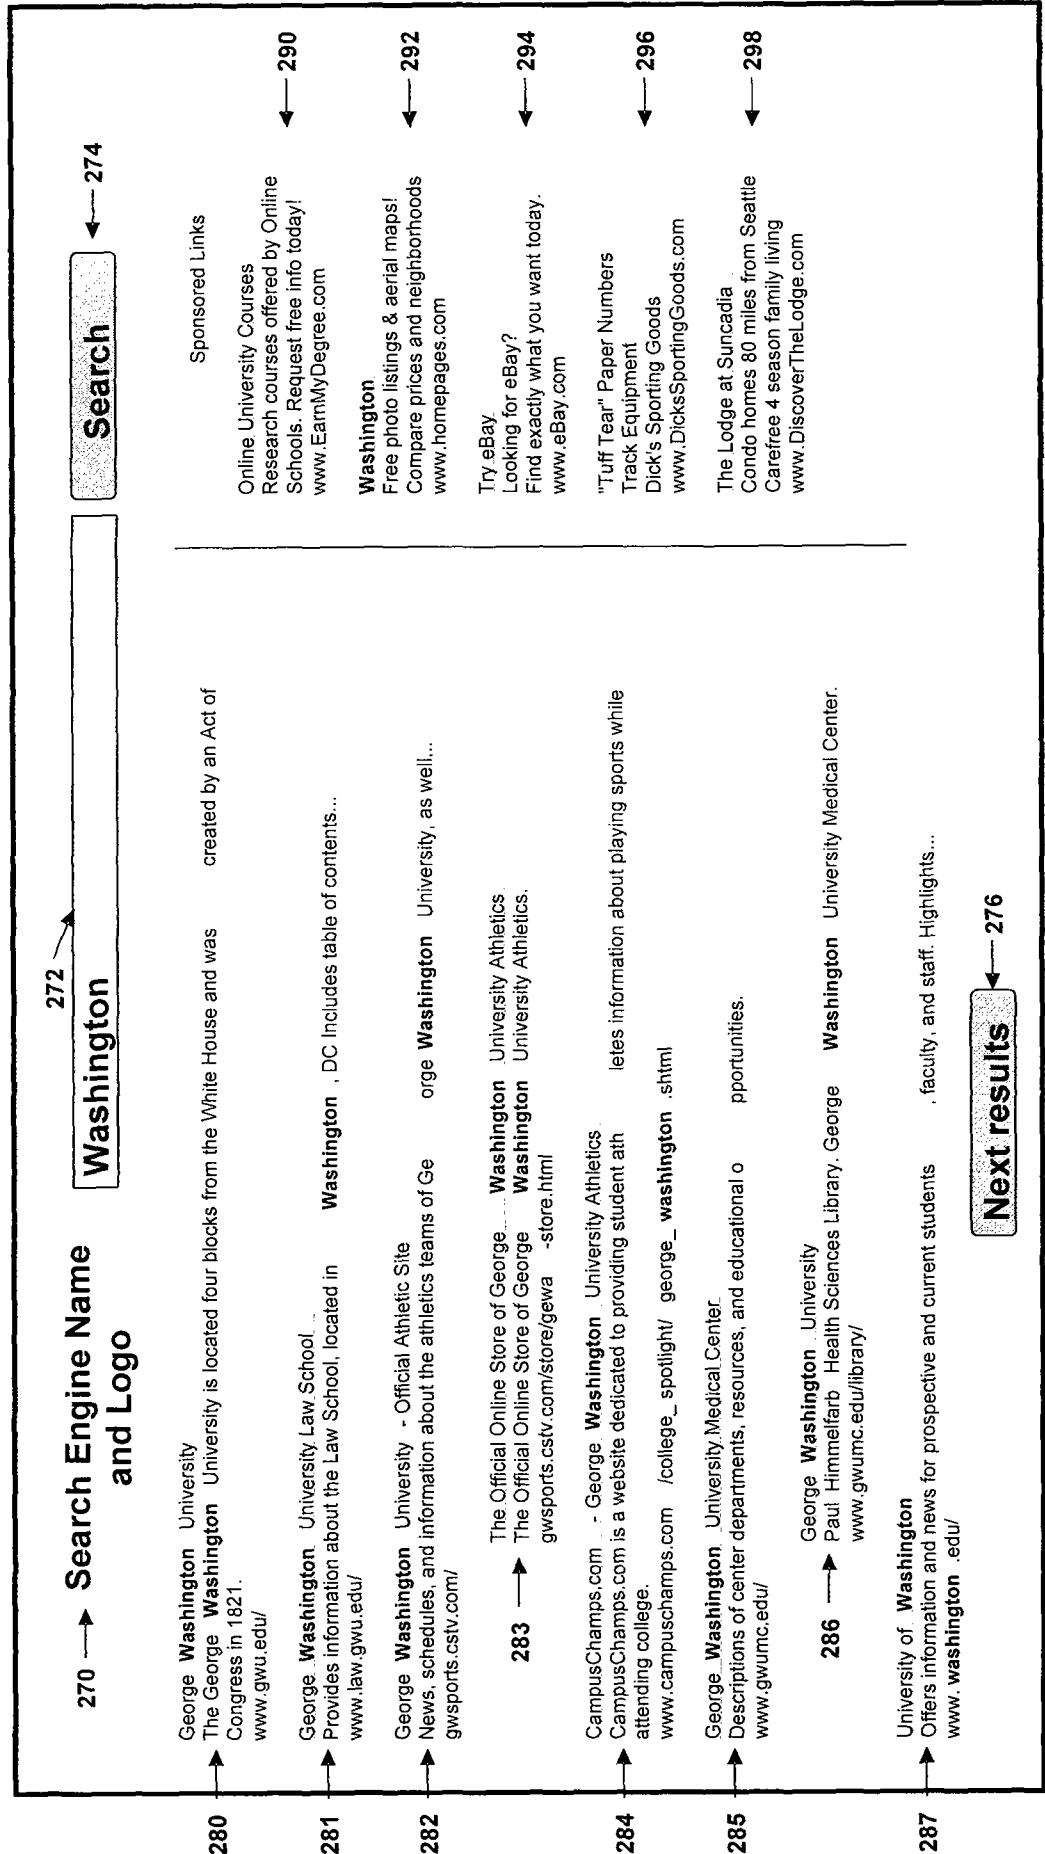 272
270 Search Engine Name
and Logo
Washington
Search
274
280
George Washington University
The George Washington University is located four blocks from the White House and was created by an Act of
Congress in 1821.
www.gwu.edu/
281
George Washington University Law School
Provides information about the Law School, located in Washington , DC Includes table of contents...
www.law.gwu.edu/
282
George Washington University - Official Athletic Site
News, schedules, and information about the athletics teams of Ge orge Washington University, as well...
gwsports.cstv.com/
283
The Official Online Store of George Washington University Athletics
The Official Online Store of George Washington University Athletics.
gwsports.cstv.com/store/gewa -store.html
284
CampusChamps.com - George Washington University Athletics
CampusChamps.com is a website dedicated to providing student ath letes information about playing sports while
attending college.
www.campuschamps.com /college_ spotlight/ george_ washington .shtml
285
George Washington University Medical Center
Descriptions of center departments, resources, and educational o pportunities.
www.gwumc.edu/
286
George Washington University
Paul Himmelfarb Health Sciences Library. George Washington University Medical Center.
www.gwumc.edu/library/
287
University of Washington
Offers information and news for prospective and current students , faculty, and staff. Highlights...
www. washington .edu/
Next results
276
Sponsored Links
Online University Courses
Research courses offered by Online
Schools. Request free info today!
www.EarnMyDegree.com
290
Washington
Free photo listings & aerial maps!
Compare prices and neighborhoods
www.homepages.com
292
Try eBay
Looking for eBay?
Find exactly what you want today.
www.eBay.com
294
"Tuff Tear" Paper Numbers
Track Equipment
Dick's Sporting Goods
www.DicksSportingGoods.com
296
The Lodge at Suncadia
Condo homes 80 miles from Seattle
Carefree 4 season family living
www.DiscoverTheLodge.com
298